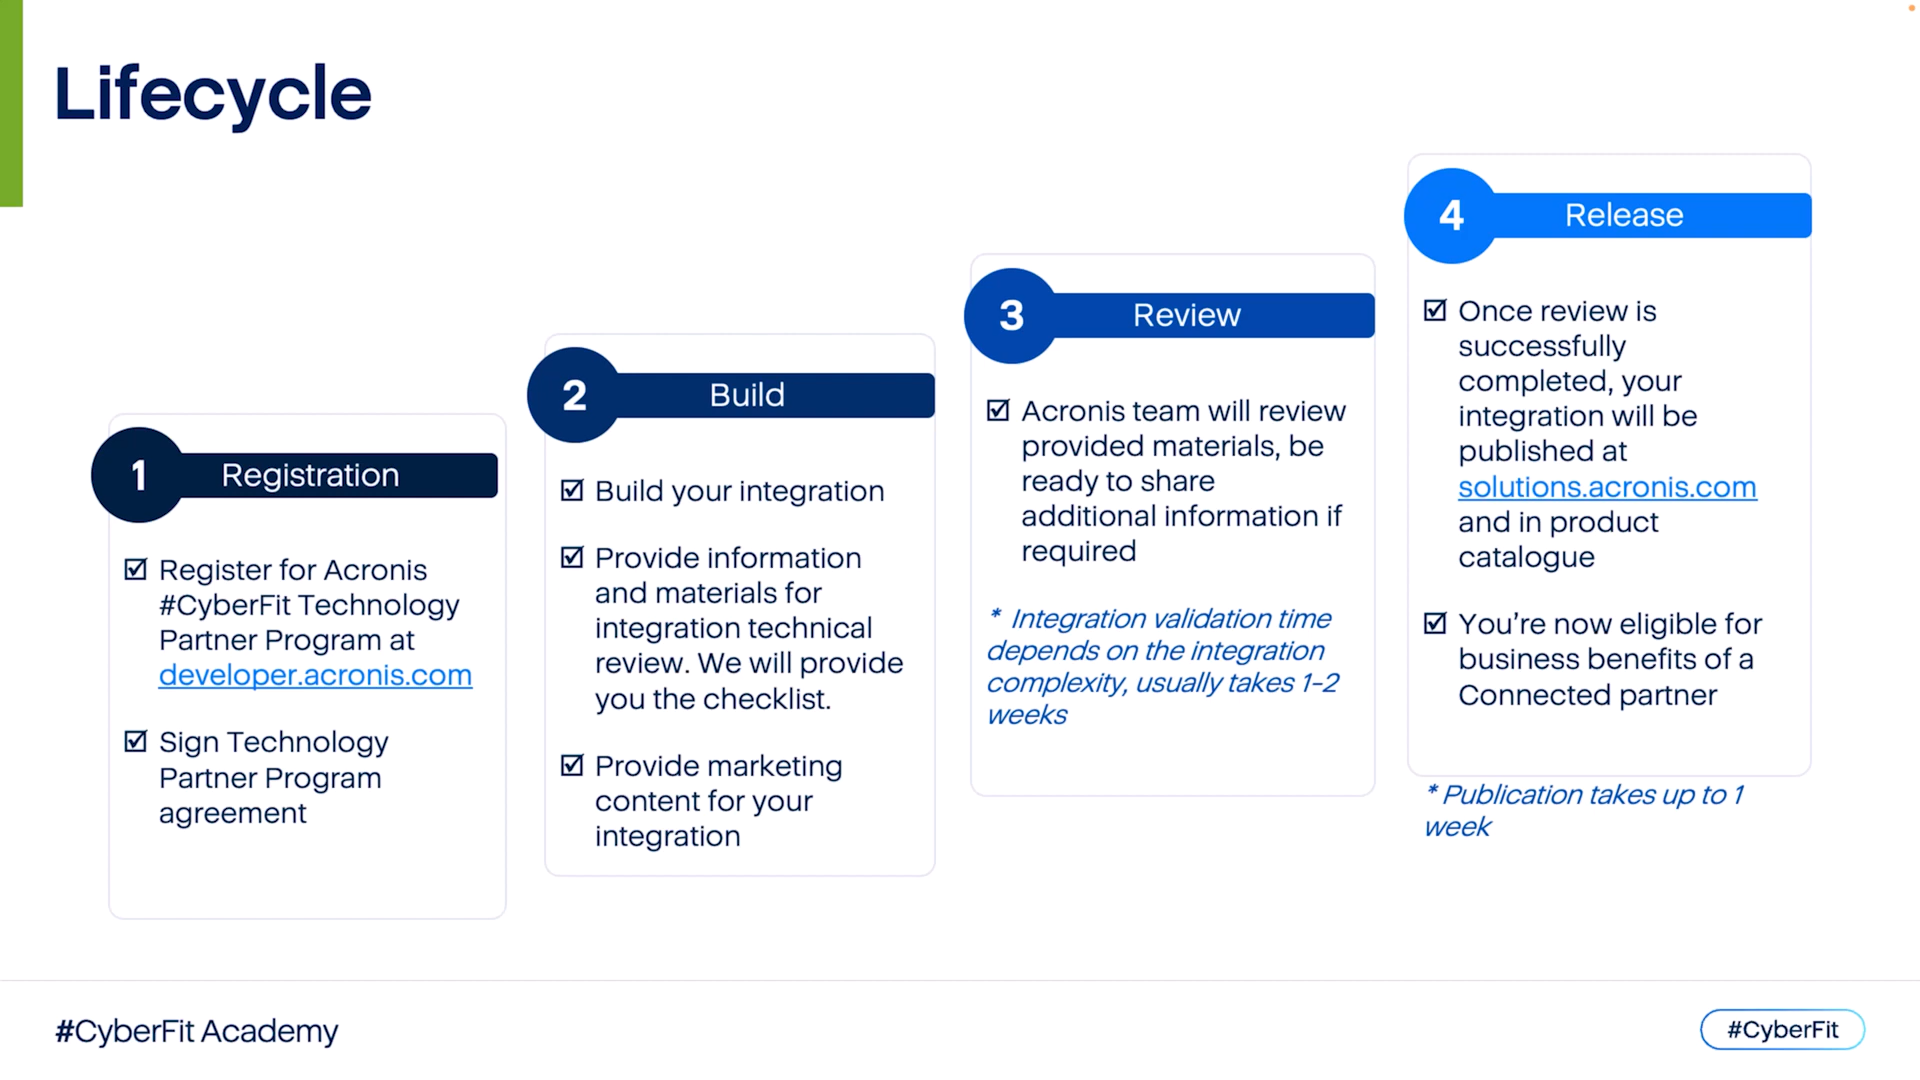 Lifecycle
1
Registration
☑ Register for Acronis
#CyberFit Technology
Partner Program at
developer.acronis.com
☑ Sign Technology
Partner Program
agreement
2
Build
☑ Build your integration
☑ Provide information
and materials for
integration technical
review. We will provide
you the checklist.
☑ Provide marketing
content for your
integration
3
Review
☑ Acronis team will review
provided materials, be
ready to share
additional information if
required
* Integration validation time
depends on the integration
complexity, usually takes 1-2
weeks
4
Release
☑ Once review is
successfully
completed, your
integration will be
published at
solutions.acronis.com
and in product
catalogue
☑ You’re now eligible for
business benefits of a
Connected partner
* Publication takes up to 1
week
#CyberFit Academy
#CyberFit